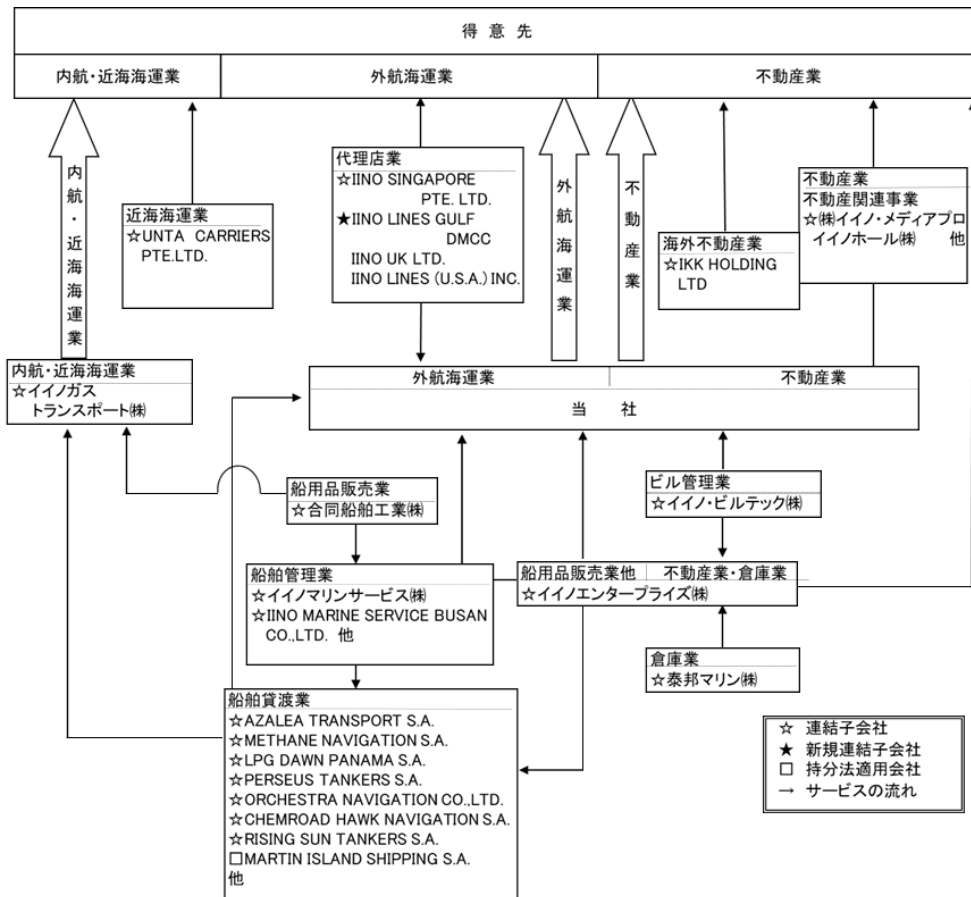 得 意 先
内航・近海海運業
外航海運業
不動産業
内航・近海海運業
近海海運業
☆UNTA CARRIERS
PTE.LTD.
代理店業
☆IINO SINGAPORE
PTE. LTD.
★IINO LINES GULF
DMCC
IINO UK LTD.
IINO LINES (U.S.A.) INC.
外航海運業
不動産業
海外不動産業
☆IKK HOLDING
LTD
不動産業
不動産関連事業
☆㈱イイノ・メディアプロ
イイノホール㈱ 他
内航・近海海運業
☆イイノガス
トランスポート㈱
外航海運業
不動産業
当 社
船用品販売業
☆合同船舶工業㈱
ビル管理業
☆イイノ・ビルテック㈱
船舶管理業
☆イイノマリンサービス㈱
☆IINO MARINE SERVICE BUSAN
CO.,LTD. 他
船用品販売業他
不動産業・倉庫業
☆イイノエンタープライズ㈱
倉庫業
☆泰邦マリン㈱
船舶貸渡業
☆AZALEA TRANSPORT S.A.
☆METHANE NAVIGATION S.A.
☆LPG DAWN PANAMA S.A.
☆PERSEUS TANKERS S.A.
☆ORCHESTRA NAVIGATION CO.,LTD.
☆CHEMROAD HAWK NAVIGATION S.A.
☆RISING SUN TANKERS S.A.
□MARTIN ISLAND SHIPPING S.A.
他
☆ 連結子会社
★ 新規連結子会社
□ 持分法適用会社
→ サービスの流れ